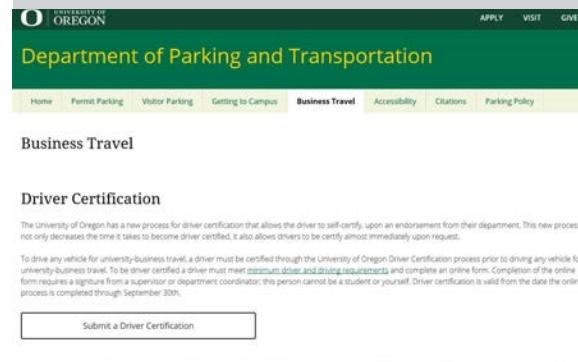 UNIVERSITY OF
OREGON
APPLY VISIT GIVE
Department of Parking and Transportation
Home Permit Parking Visitor Parking Getting to Campus Business Travel Accessibility Citations Parking Policy
Business Travel
Driver Certification
The University of Oregon has a new process for driver certification that allows the driver to self-certify, upon an endorsement from their department. This new process
not only decreases the time it takes to become driver certified, it also allows drivers to be certify almost immediately upon request.
To drive any vehicle for university-business travel, a driver must be certified through the University of Oregon Driver Certification process prior to driving any vehicle fo
university-business travel. To be driver certified a driver must meet minimum driver and driving requirements and complete an online form. Completion of the online
form requires a signiture from a supervisor or department coordinator; this person cannot be a student or yourself. Driver certification is valid from the date the onlin
process is completed through September 30th.
Submit a Driver Certification